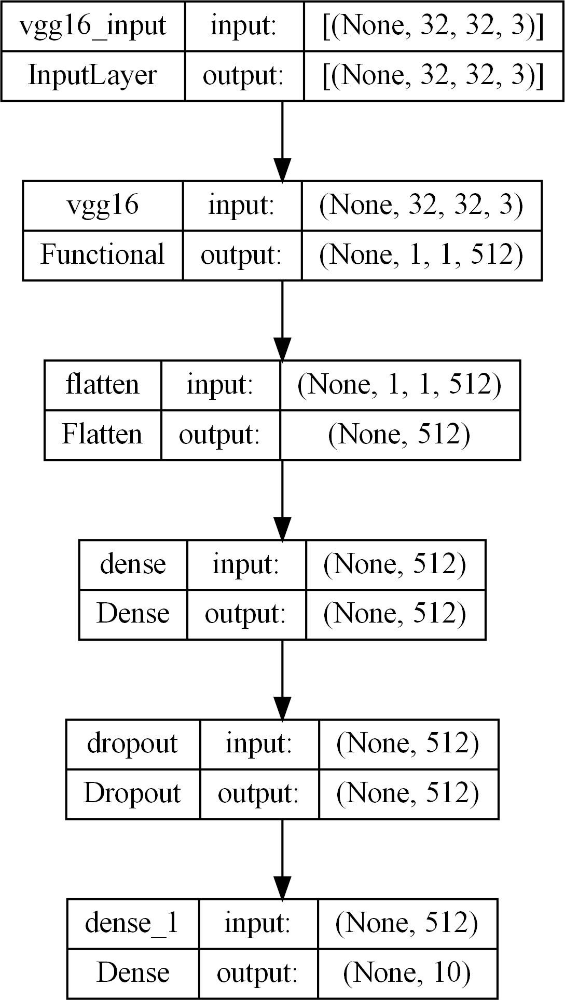 vgg16_input input: [(None, 32, 32, 3)]
InputLayer output: [(None, 32, 32, 3)]
vgg16 input: (None, 32, 32, 3)
Functional output: (None, 1, 1, 512)
flatten input: (None, 1, 1, 512)
Flatten output: (None, 512)
dense input: (None, 512)
Dense output: (None, 512)
dropout input: (None, 512)
Dropout output: (None, 512)
dense_1 input: (None, 512)
Dense output: (None, 10)